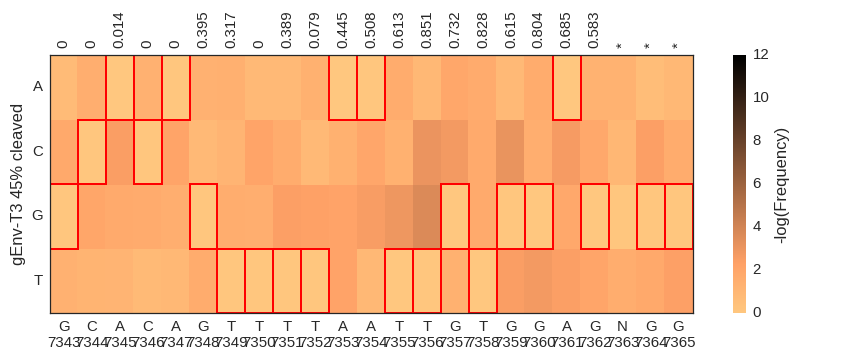 0 0 0.014 0 0 0.395 0.317 0 0.389 0.079 0.445 0.508 0.613 0.851 0.732 0.828 0.615 0.804 0.685 0.583 * * *
gEnv-T3 45% cleaved
A
C
G
T
G C A C A G T T T T A A T T G T G G A G N G G
7343 7344 7345 7346 7347 7348 7349 7350 7351 7352 7353 7354 7355 7356 7357 7358 7359 7360 7361 7362 7363 7364 7365
12
10
8
6
4
2
0
-log(Frequency)